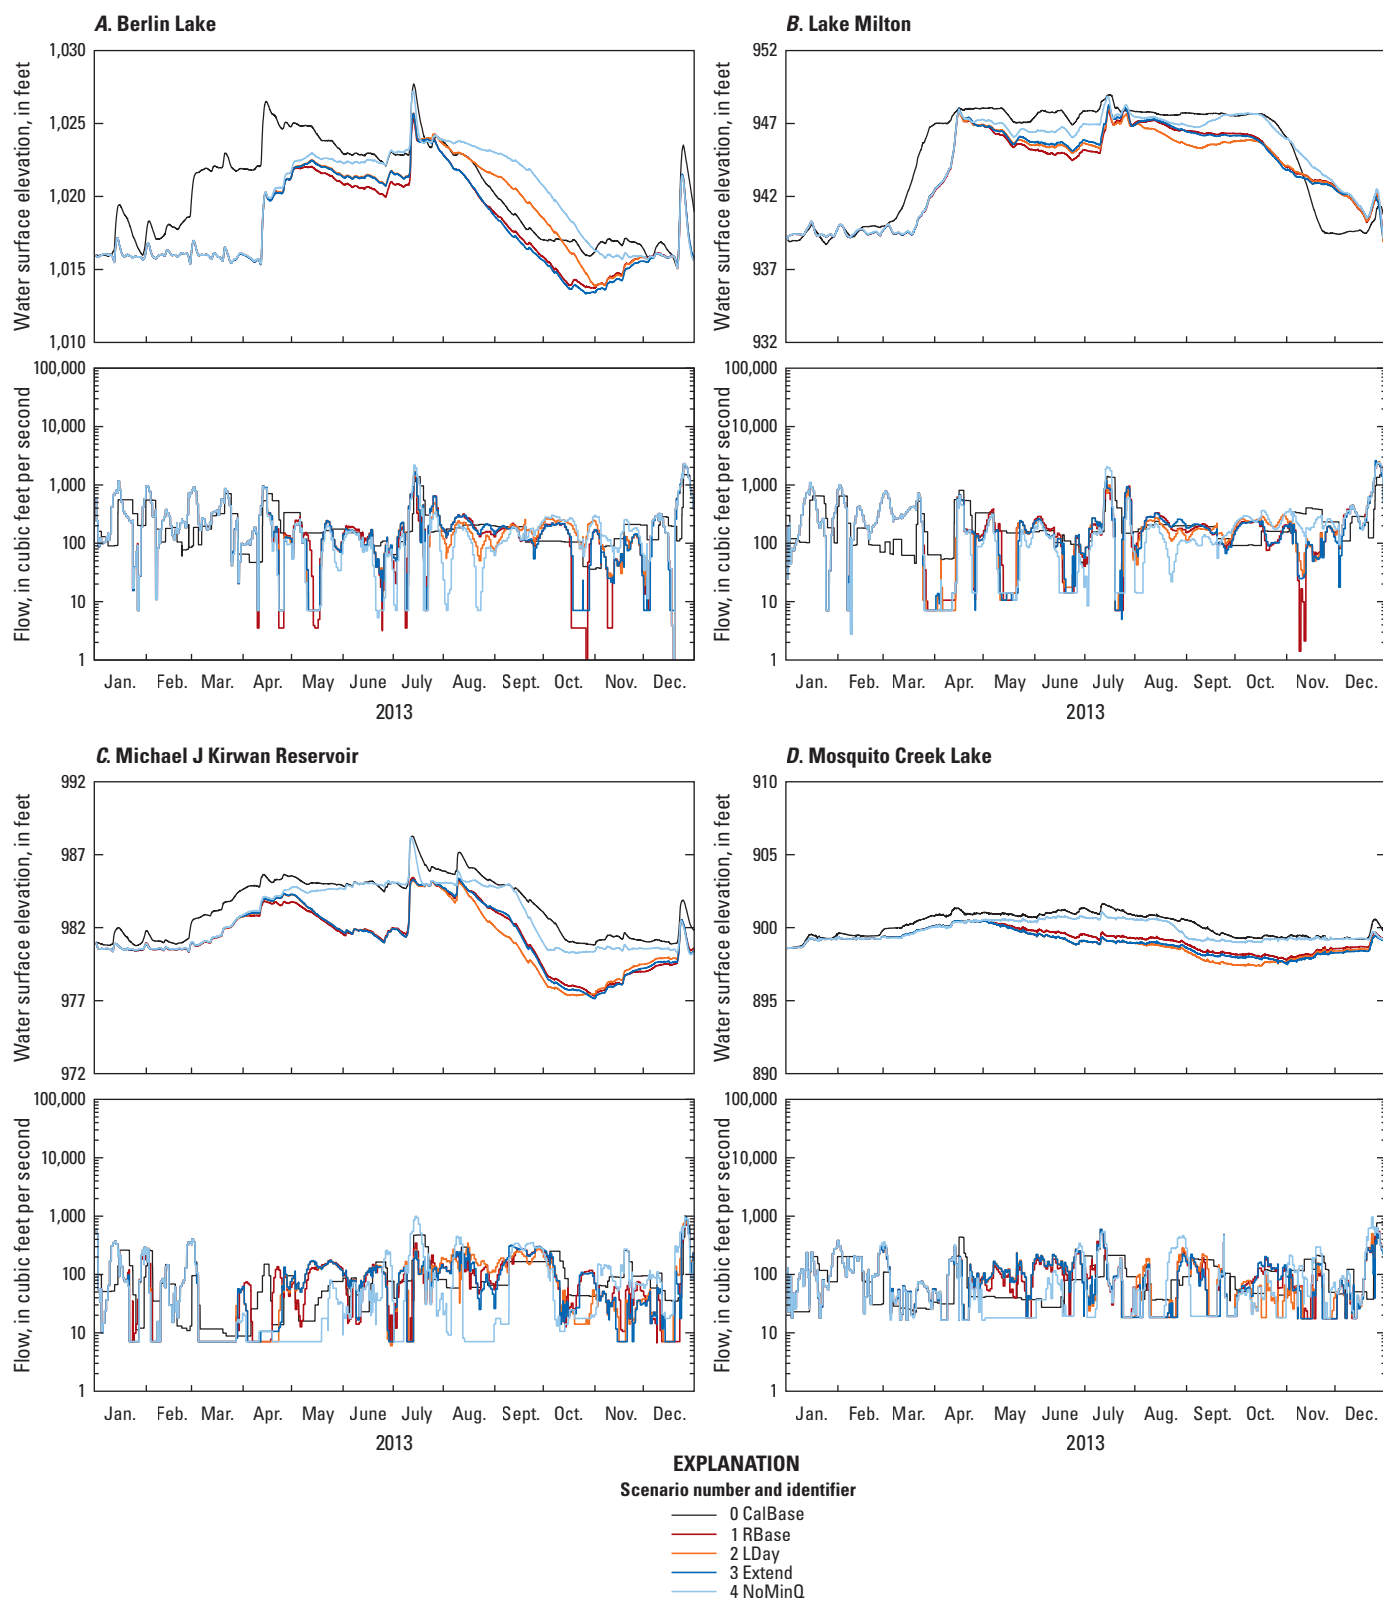 A. Berlin Lake
Water surface elevation, in feet
1,030
1,025
1,020
1,015
1,010
Flow, in cubic feet per second
100,000
10,000
1,000
100
10
1
Jan. Feb. Mar. Apr. May June July Aug. Sept. Oct. Nov. Dec.
2013
B. Lake Milton
Water surface elevation, in feet
952
947
942
937
932
Flow, in cubic feet per second
100,000
10,000
1,000
100
10
1
Jan. Feb. Mar. Apr. May June July Aug. Sept. Oct. Nov. Dec.
2013
C. Michael J Kirwan Reservoir
Water surface elevation, in feet
992
987
982
977
972
Flow, in cubic feet per second
100,000
10,000
1,000
100
10
1
Jan. Feb. Mar. Apr. May June July Aug. Sept. Oct. Nov. Dec.
2013
D. Mosquito Creek Lake
Water surface elevation, in feet
910
905
900
895
890
Flow, in cubic feet per second
100,000
10,000
1,000
100
10
1
Jan. Feb. Mar. Apr. May June July Aug. Sept. Oct. Nov. Dec.
2013
EXPLANATION
Scenario number and identifier
0 CalBase
1 RBase
2 LDay
3 Extend
4 NoMinQ